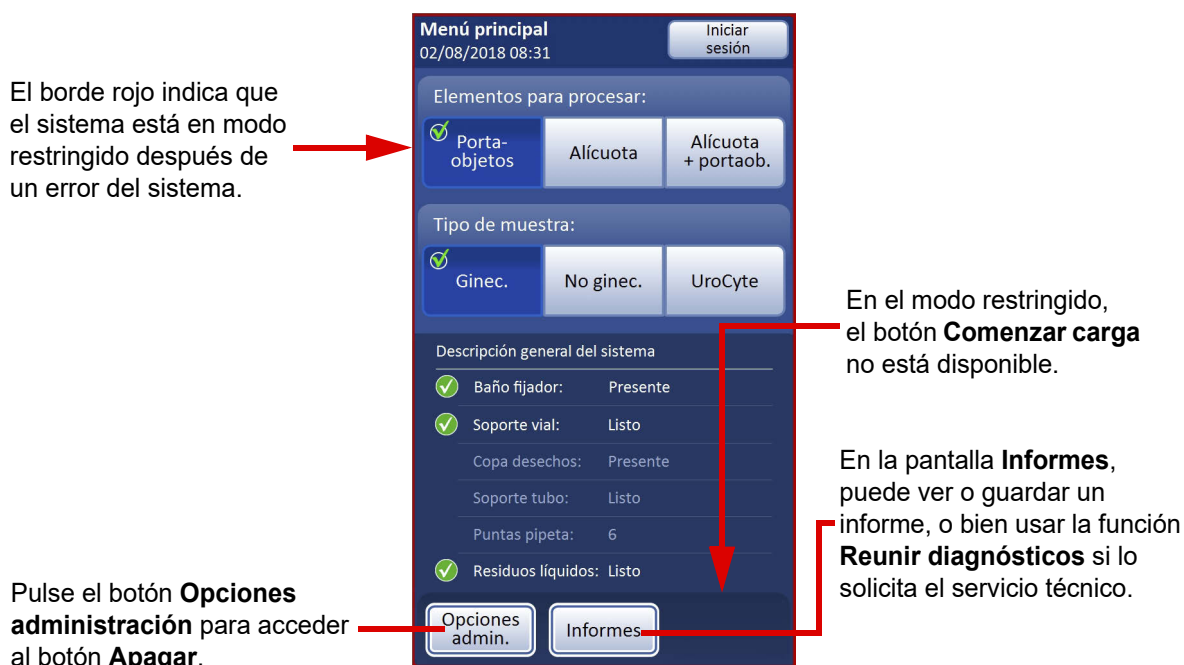 El borde rojo indica que
el sistema está en modo
restringido después de
un error del sistema.
Menú principal
02/08/2018 08:31
Iniciar
sesión
Elementos para procesar:
Porta-
objetos
Alícuota
Alícuota
+ portaob.
Tipo de muestra:
Ginec.
No ginec.
UroCyte
Descripción general del sistema
Baño fijador: Presente
Soporte vial: Listo
Copa desechos: Presente
Soporte tubo: Listo
Puntas pipeta: 6
Residuos líquidos: Listo
Opciones
admin.
Informes
En el modo restringido,
el botón Comenzar carga
no está disponible.
En la pantalla Informes,
puede ver o guardar un
informe, o bien usar la función
Reunir diagnósticos si lo
solicita el servicio técnico.
Pulse el botón Opciones
administración para acceder
al botón Apagar.